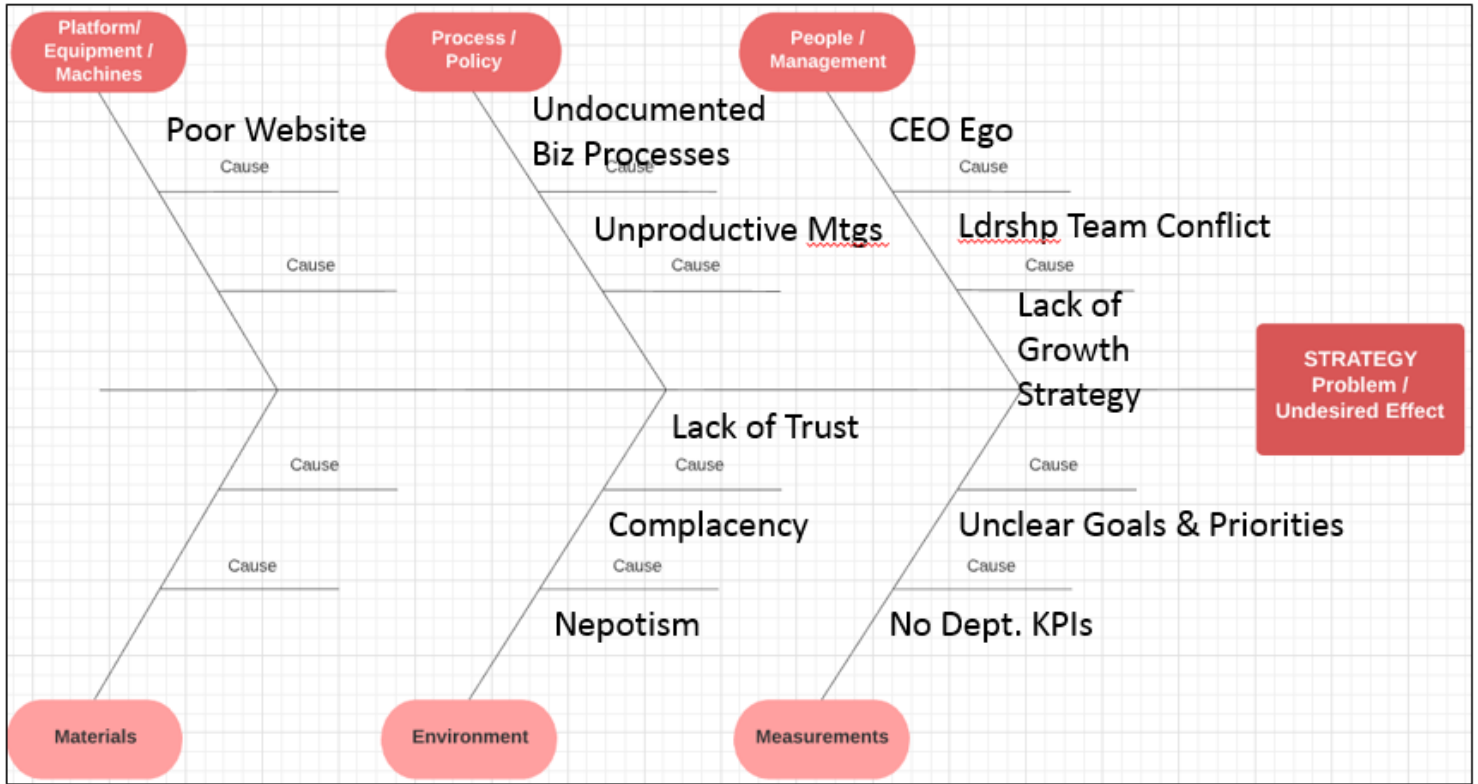 Platform/
Equipment /
Machines
Process /
Policy
People /
Management
Poor Website
Cause
Undocumented
Biz Processes
Cause
CEO Ego
Cause
Cause
Unproductive Mtgs
Cause
Ldrshp Team Conflict
Cause
Lack of
Growth
Strategy
STRATEGY
Problem /
Undesired Effect
Cause
Lack of Trust
Cause
Cause
Cause
Complacency
Cause
Unclear Goals & Priorities
Cause
Nepotism
No Dept. KPIs
Materials
Environment
Measurements